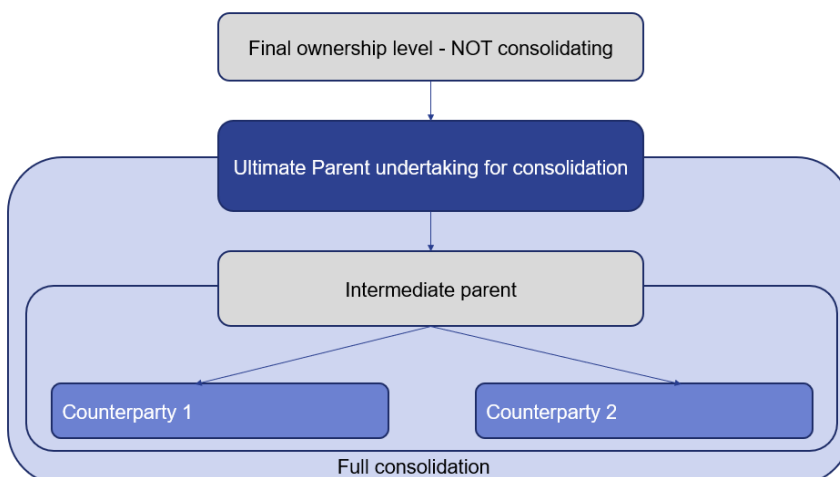 Final ownership level - NOT consolidating
Ultimate Parent undertaking for consolidation
Intermediate parent
Counterparty 1
Counterparty 2
Full consolidation